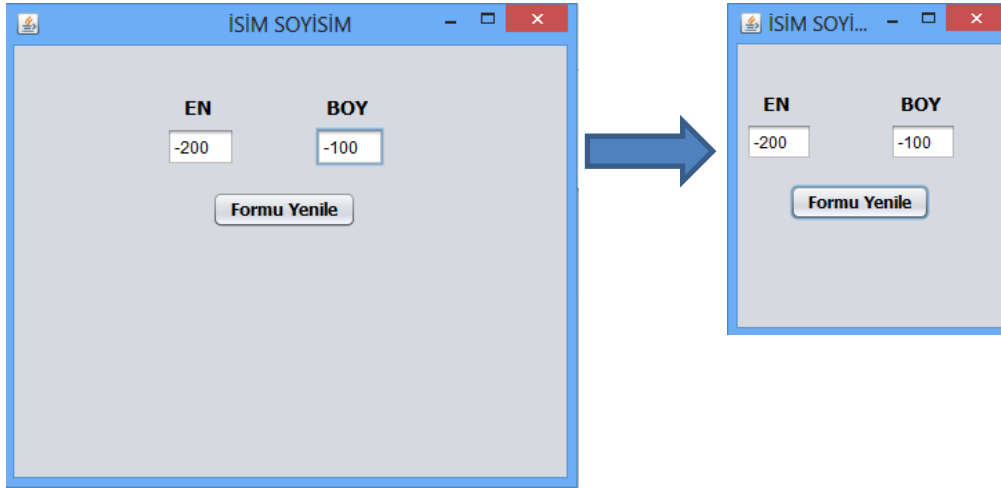 İSİM SOYİSİM
EN BOY
-200 -100
Formu Yenile
İSİM SOYİ...
EN BOY
-200 -100
Formu Yenile